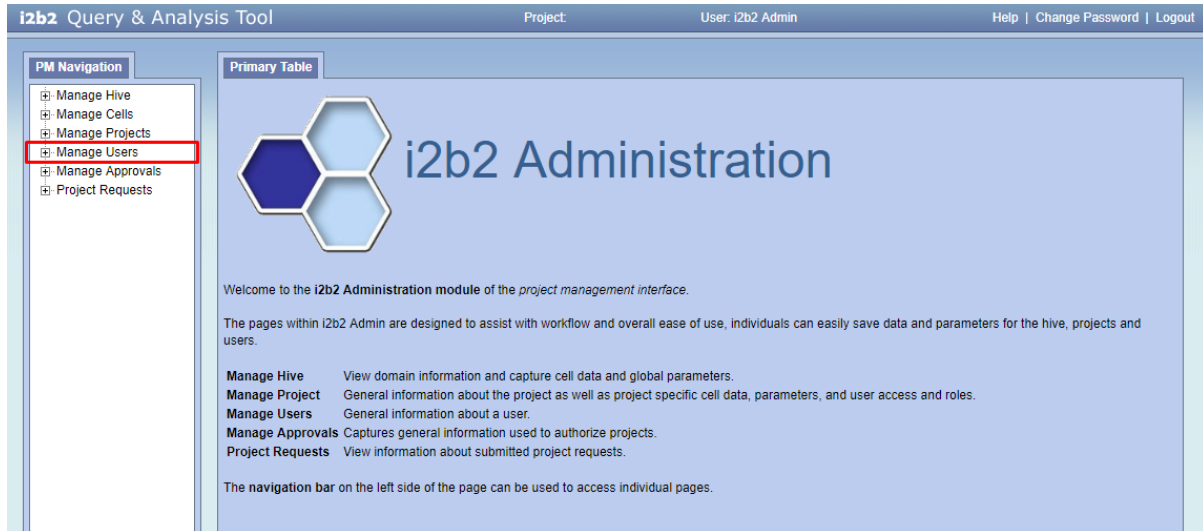 i2b2 Query & Analysis Tool Project: User: i2b2 Admin Help | Change Password | Logout
PM Navigation
Manage Hive
Manage Cells
Manage Projects
Manage Users
Manage Approvals
Project Requests
Primary Table
i2b2 Administration
Welcome to the i2b2 Administration module of the project management interface.
The pages within i2b2 Admin are designed to assist with workflow and overall ease of use, individuals can easily save data and parameters for the hive, projects and
users.
Manage Hive View domain information and capture cell data and global parameters.
Manage Project General information about the project as well as project specific cell data, parameters, and user access and roles.
Manage Users General information about a user.
Manage Approvals Captures general information used to authorize projects.
Project Requests View information about submitted project requests.
The navigation bar on the left side of the page can be used to access individual pages.